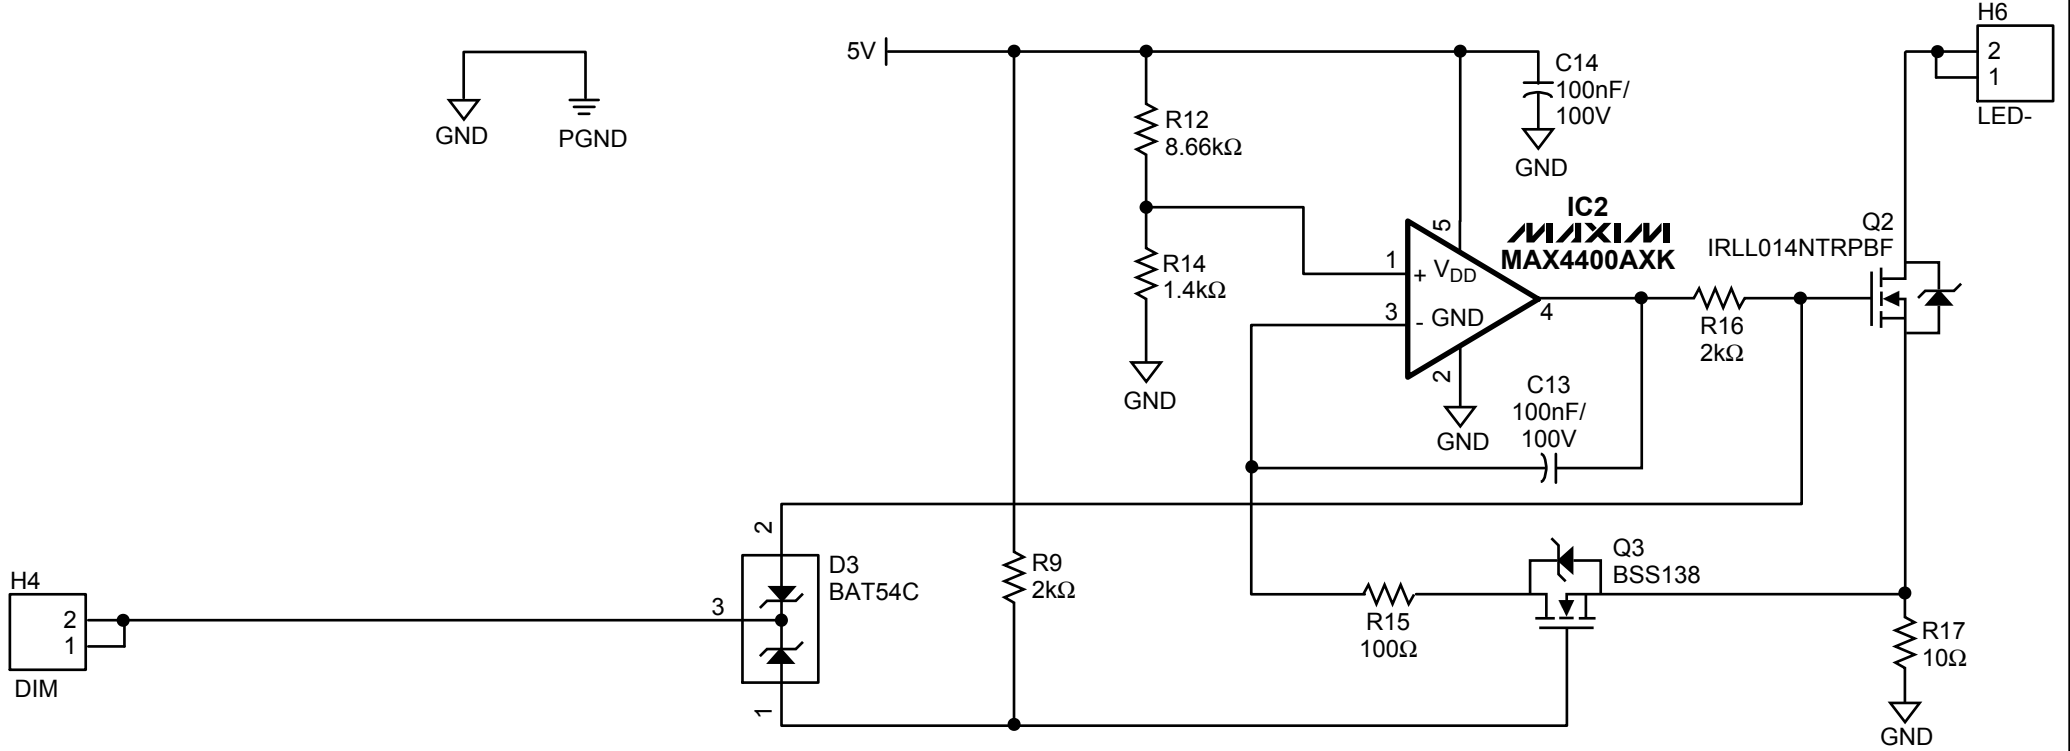 H6
2
1
LED-
5V
C14
100nF/
100V
GND
GND
PGND
R12
8.66kΩ
R14
1.4kΩ
GND
IC2
MAXIM
MAX4400AXK
5
1
+
VDD
3
-
GND
4
2
GND
Q2
IRLL014NTRPBF
R16
2kΩ
C13
100nF/
100V
2
D3
BAT54C
3
1
R9
2kΩ
H4
2
1
DIM
Q3
BSS138
R15
100Ω
R17
10Ω
GND